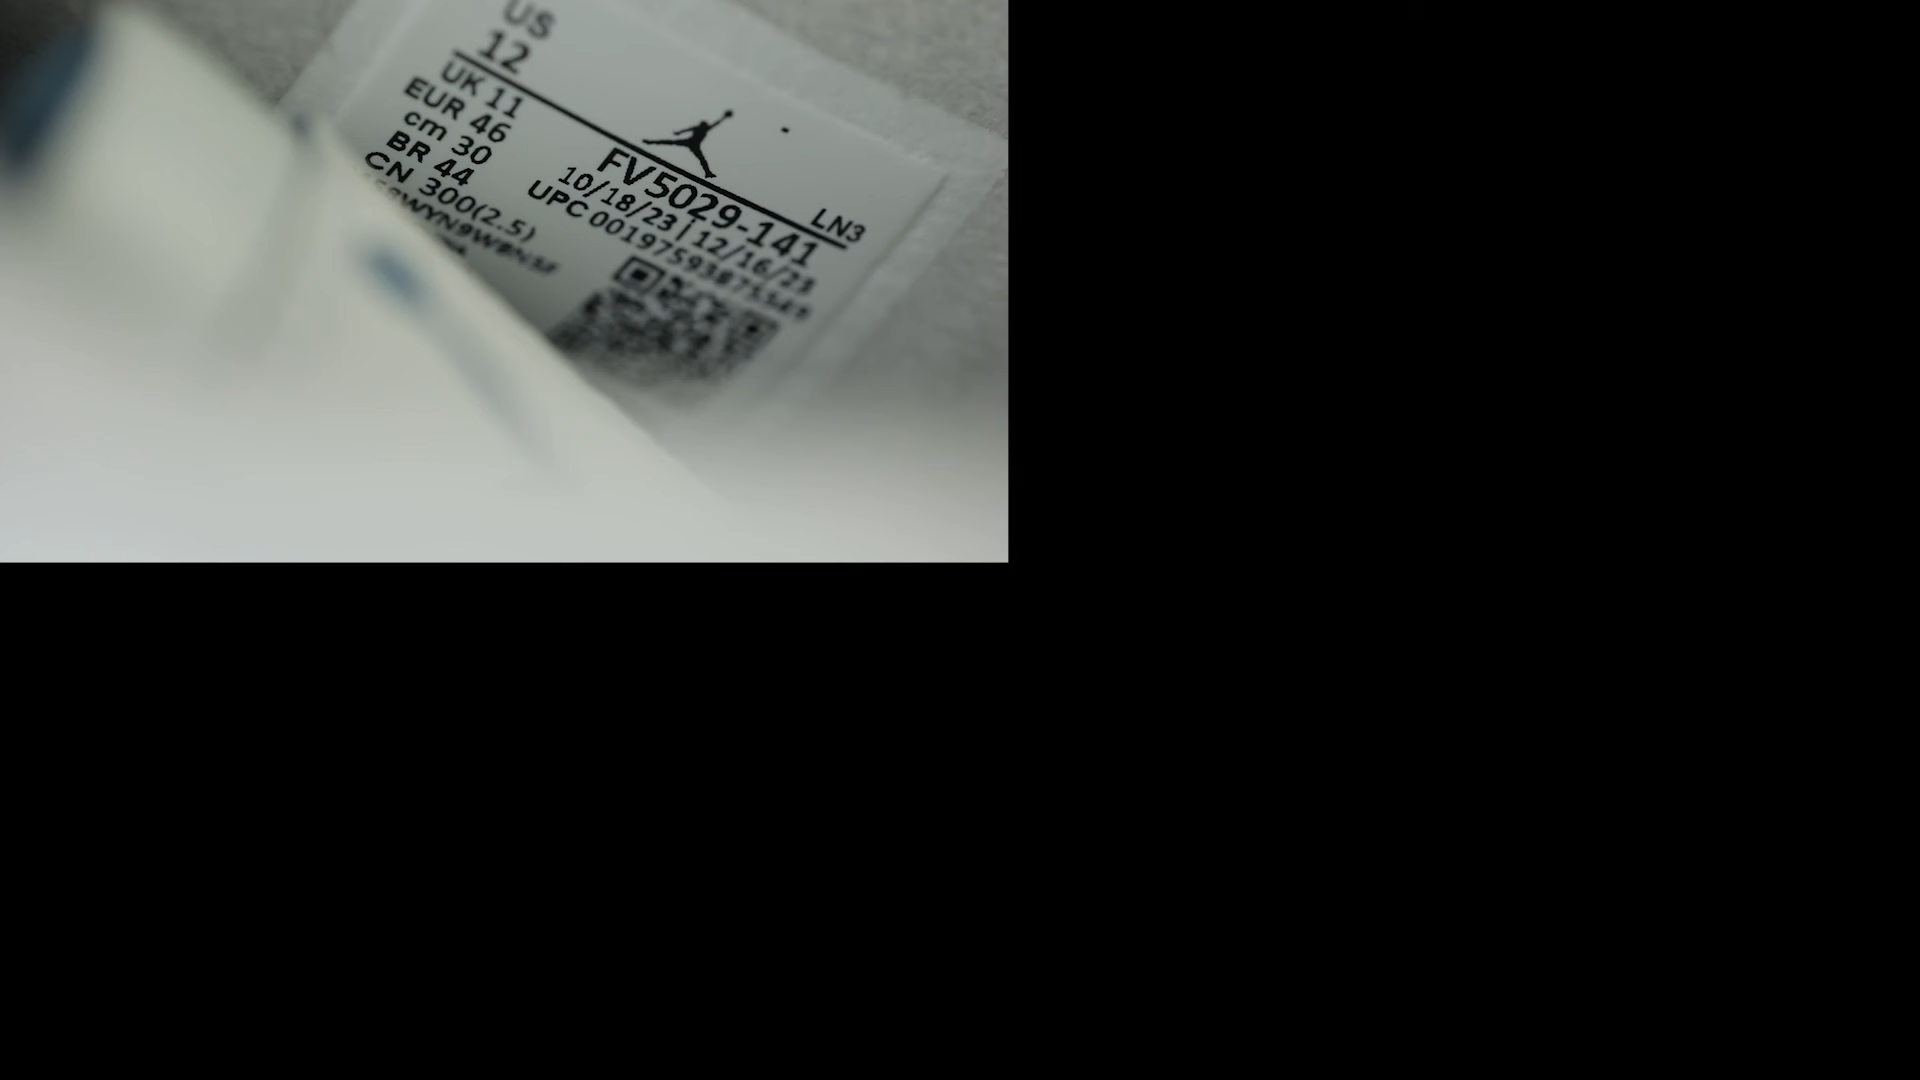 US
12
UK 11
EUR 46
cm 30
BR 44
CN 300(2.5)
LN3
FV5029-141
10/18/23 | 12/16/23
UPC